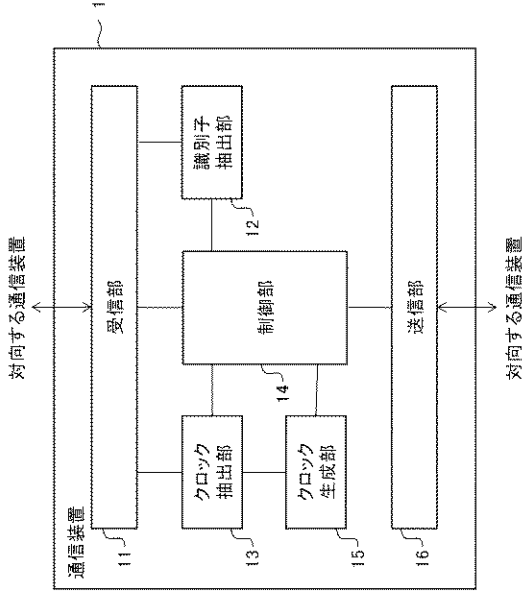 対向する通信装置
1
通信装置
受信部
11
識別子
抽出部
12
制御部
14
クロック
抽出部
13
クロック
生成部
15
送信部
16
対向する通信装置